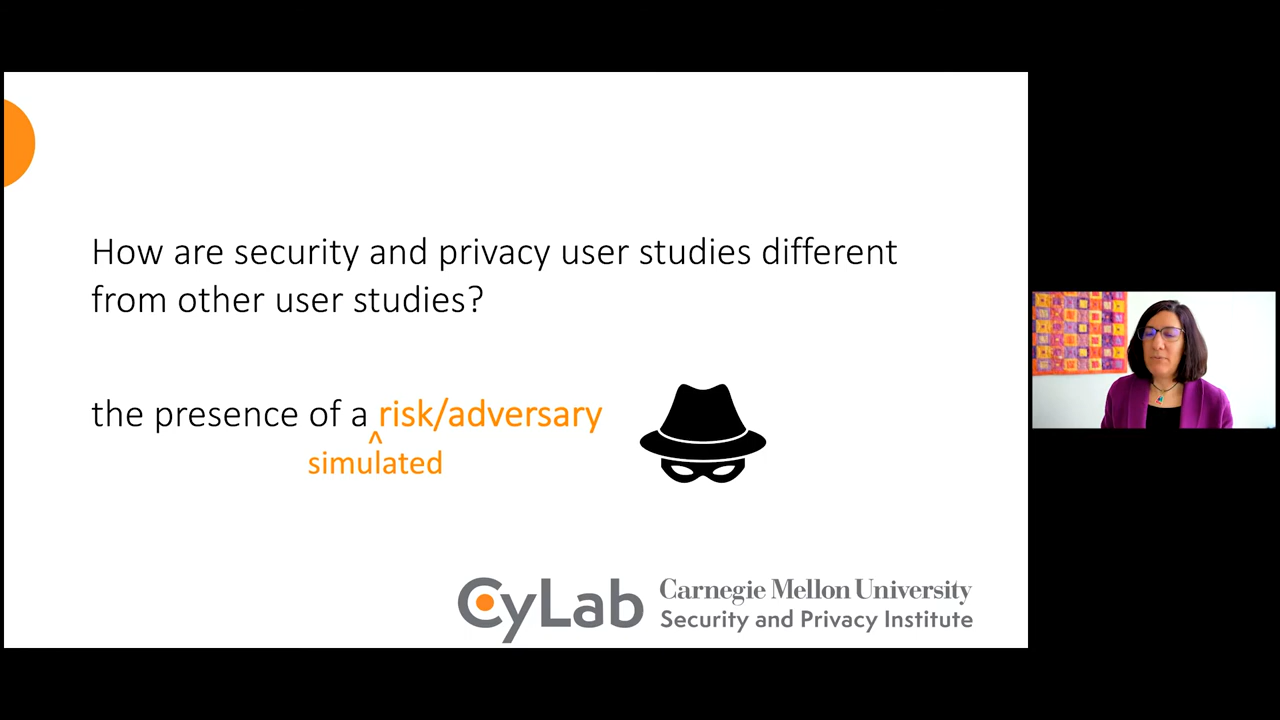 How are security and privacy user studies different
from other user studies?
the presence of a risk/adversary
^
simulated
CyLab Carnegie Mellon University
Security and Privacy Institute